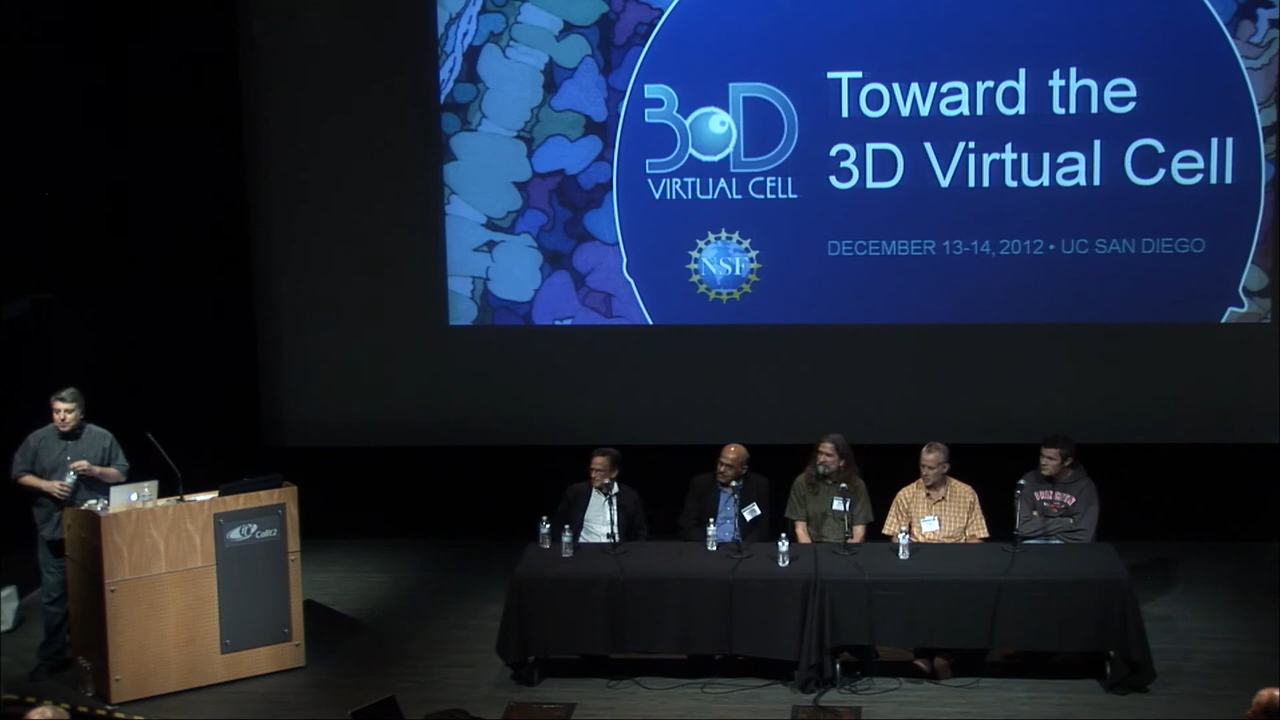 3D
VIRTUAL CELL
Toward the
3D Virtual Cell
NSF
DECEMBER 13-14, 2012 • UC SAN DIEGO
Calit2